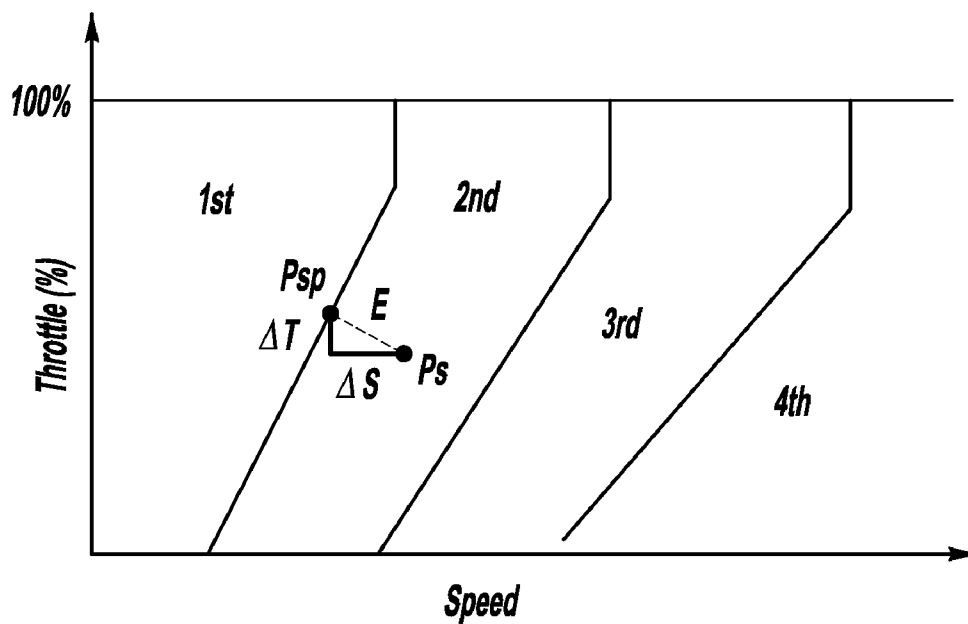 100%
1st
2nd
Psp
E
ΔT
3rd
Ps
ΔS
4th
Throttle (%)
Speed